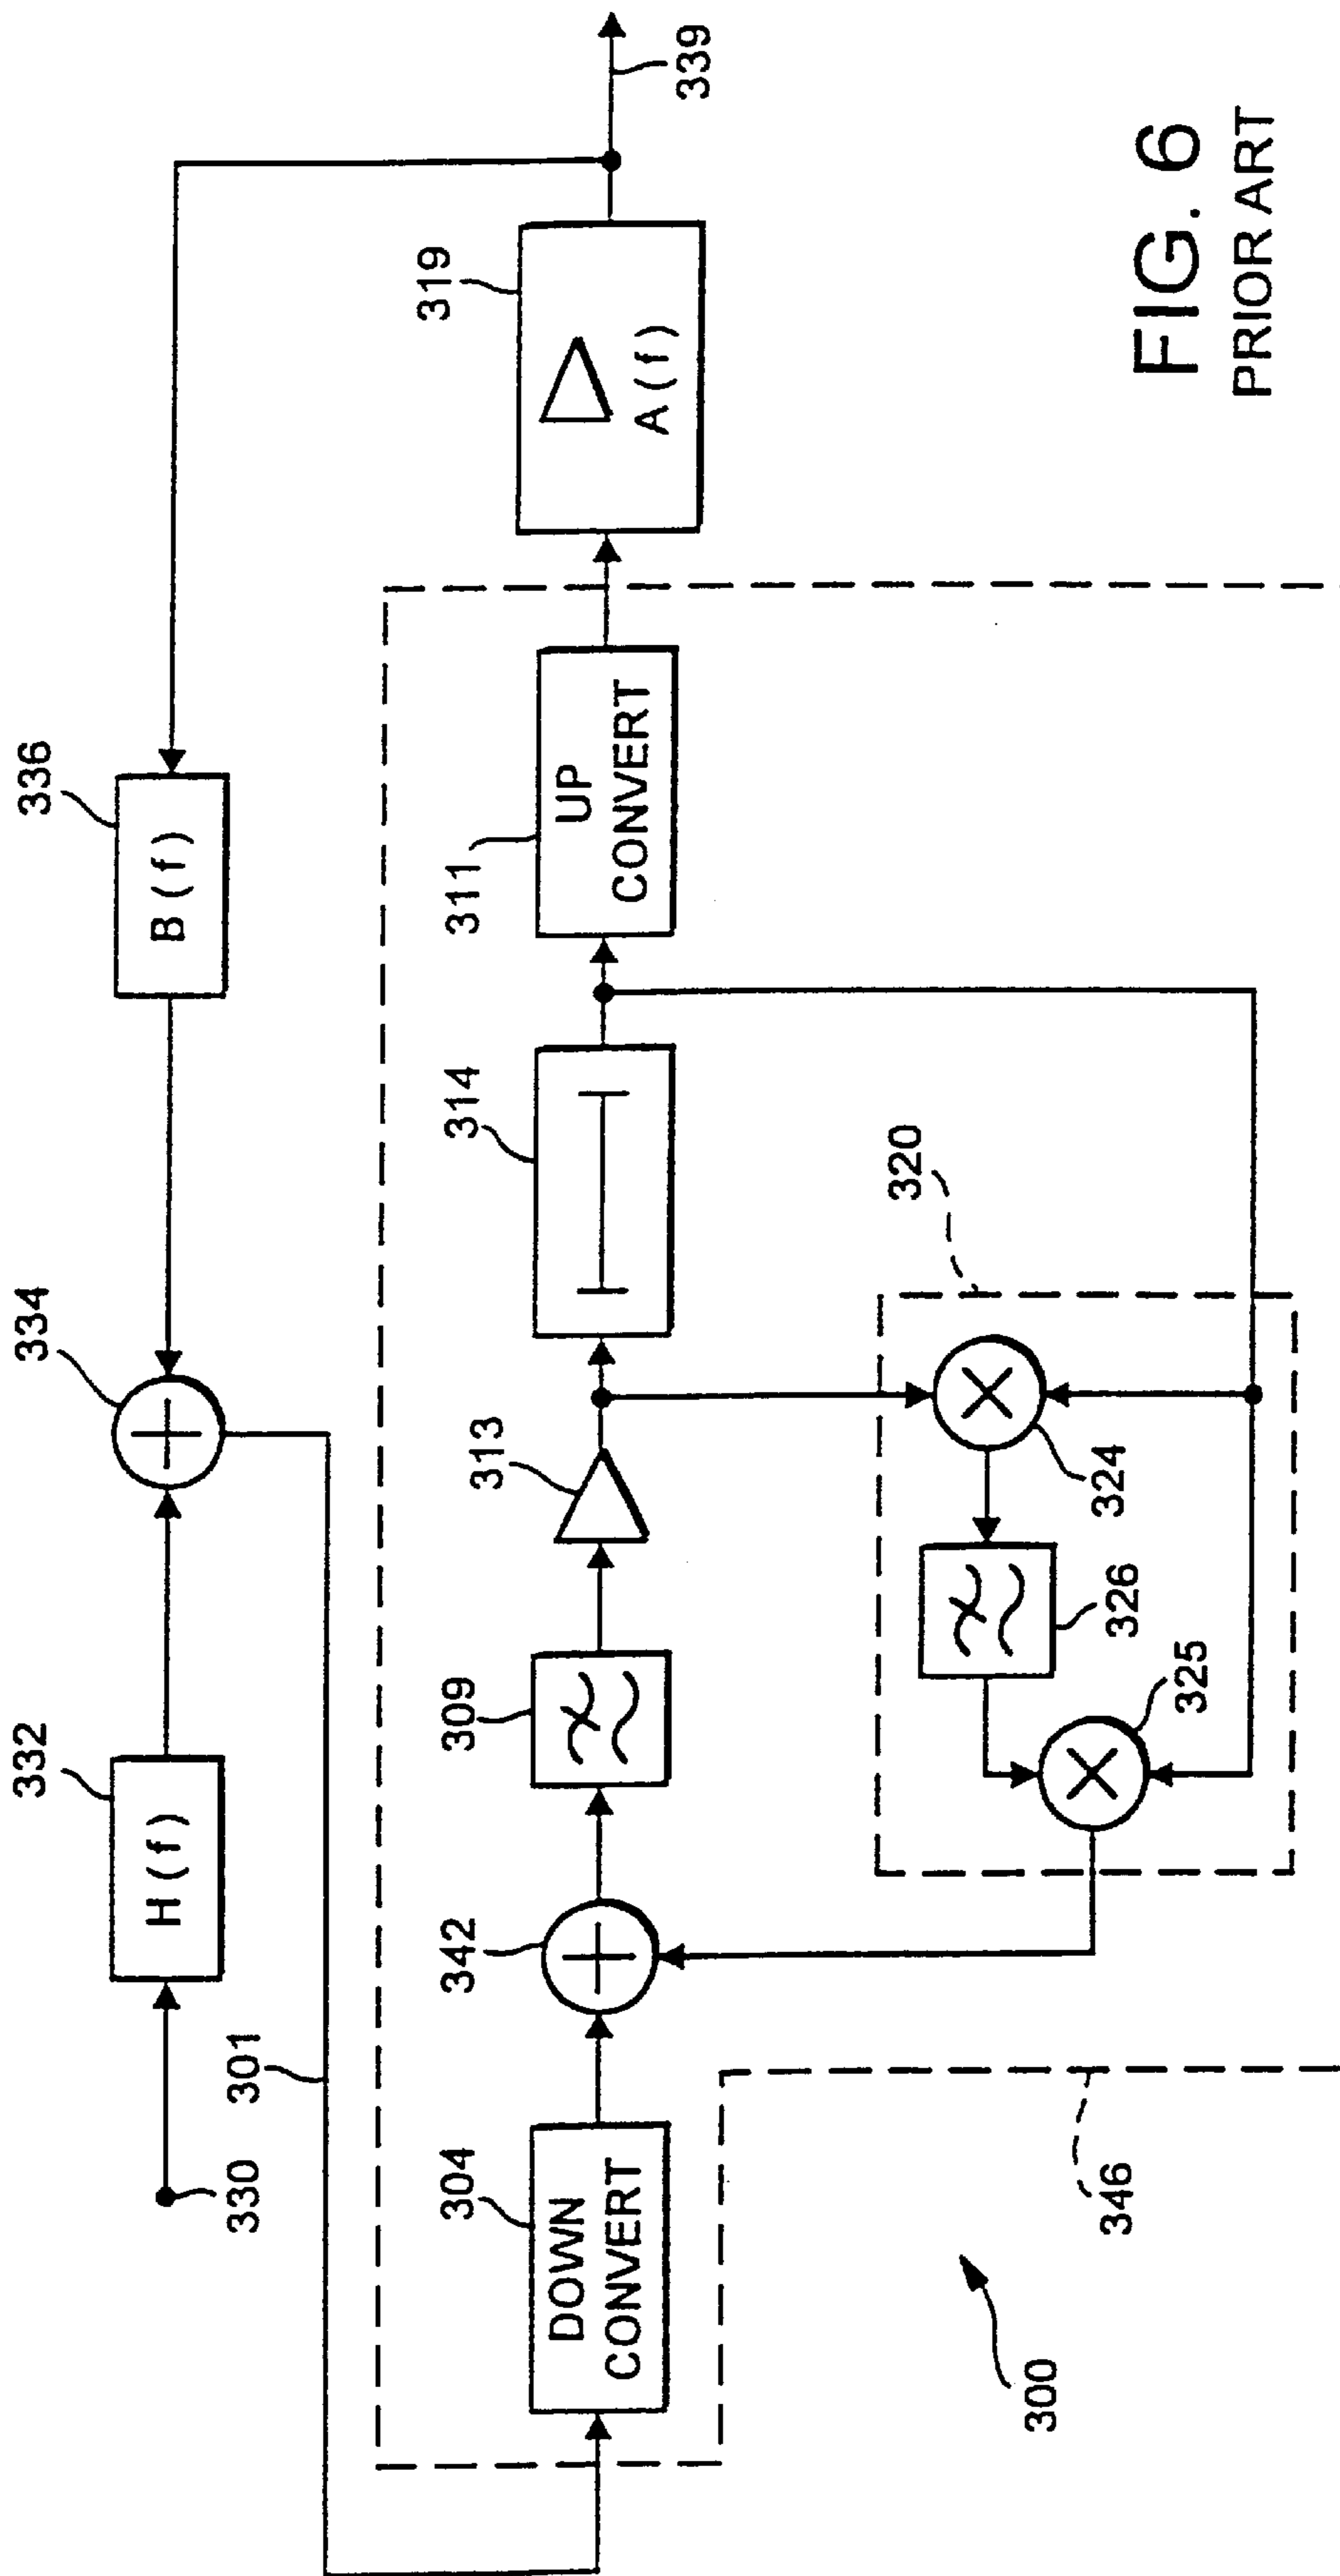 330
332
H(f)
334
336
B(f)
301
339
304
DOWN
CONVERT
342
309
313
314
311
UP
CONVERT
319
A(f)
320
324
326
325
346
300
FIG. 6
PRIOR ART